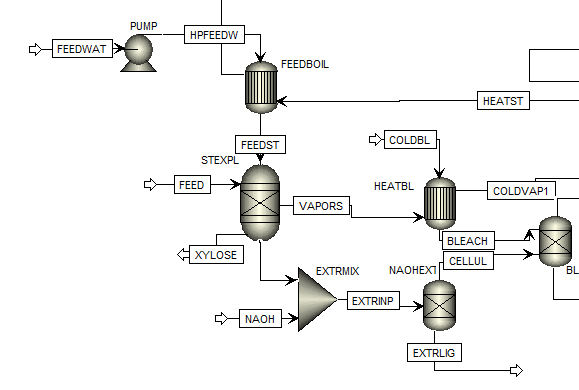 PUMP
HPFEEDW
FEEDWAT
FEEDBOIL
HEATST
FEEDST
COLDBL
STEXPL
FEED
HEATBL
COLDVAP1
VAPORS
BLEACH
XYLOSE
CELLUL
EXTRMIX
NAOHEXT
BL
EXTRINP
NAOH
EXTRLIG